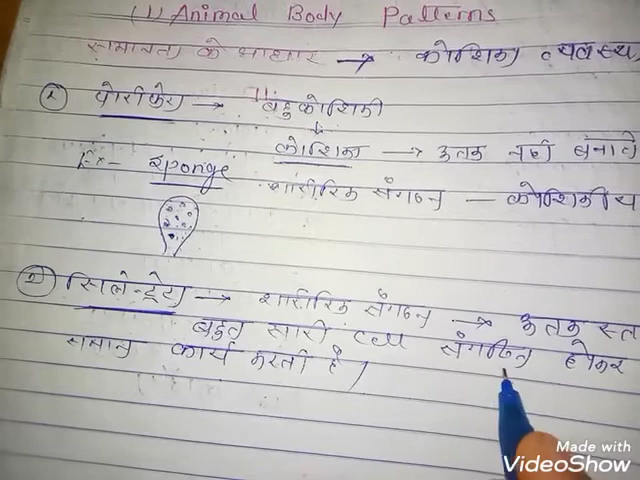 (1) Animal Body Patterns
समानता के आधार → कोशिका व्यवस्था
① पोरीफेरा → बहुकोशिकी
↓
कोशिका → ऊतक नहीं बनाते
Ex- Sponge शारीरिक संगठन - कोशिकीय
② सिलेन्ट्रेटा → शारीरिक संगठन → ऊतक स्त
बहुत सारी cell संगठित होकर
समान कार्य करती है।
Made with
VideoShow